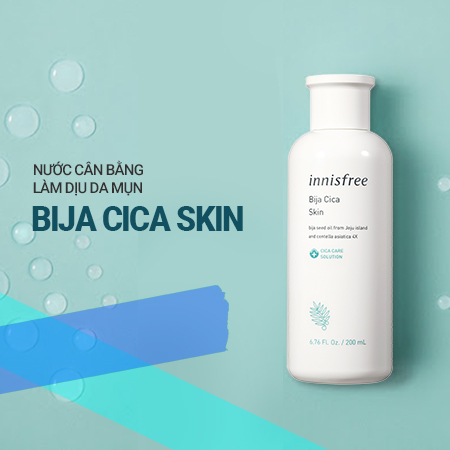 NƯỚC CÂN BẰNG
LÀM DỊU DA MỤN
BIJA CICA SKIN
innisfree
Bija Cica
Skin
bija seed oil from Jeju island
and centella asiatica 4X
CICA CARE
SOLUTION
6.76 FL. Oz. / 200 mL